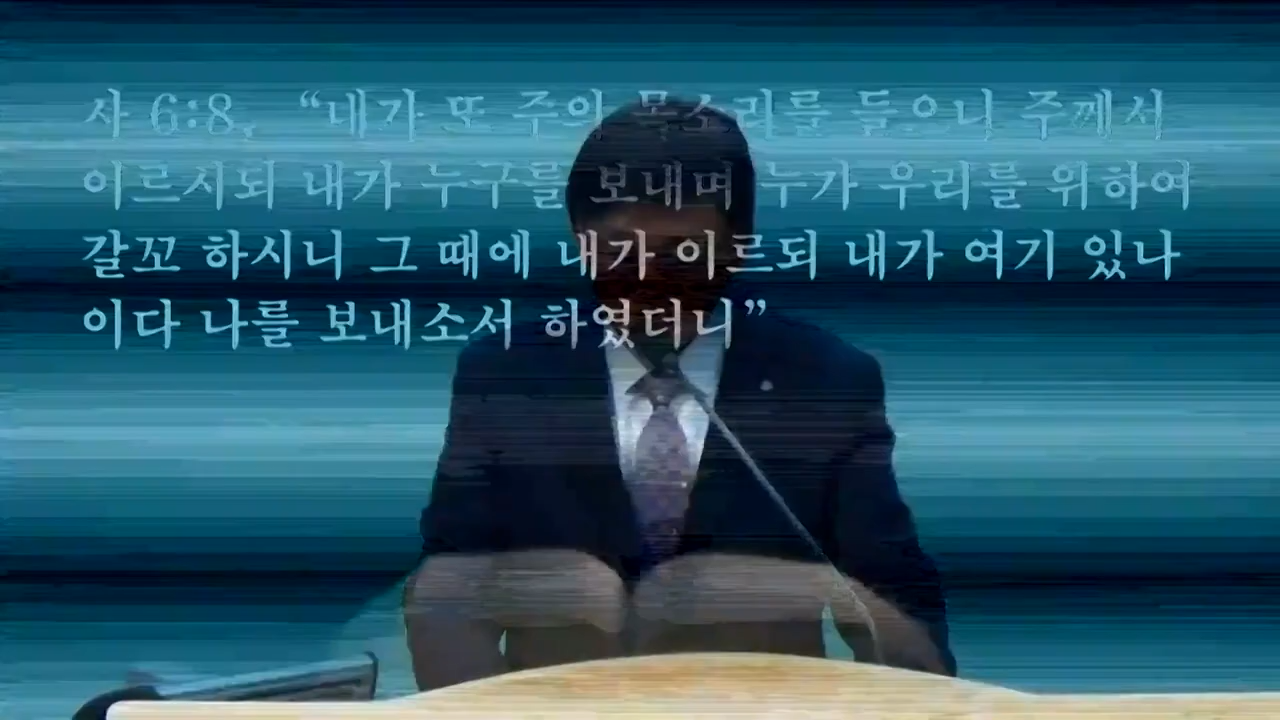 사 6:8, “내가 또 주의 목소리를 들으니 주께서
이르시되 내가 누구를 보내며 누가 우리를 위하여
갈꼬 하시니 그 때에 내가 이르되 내가 여기 있나
이다 나를 보내소서 하였더니”